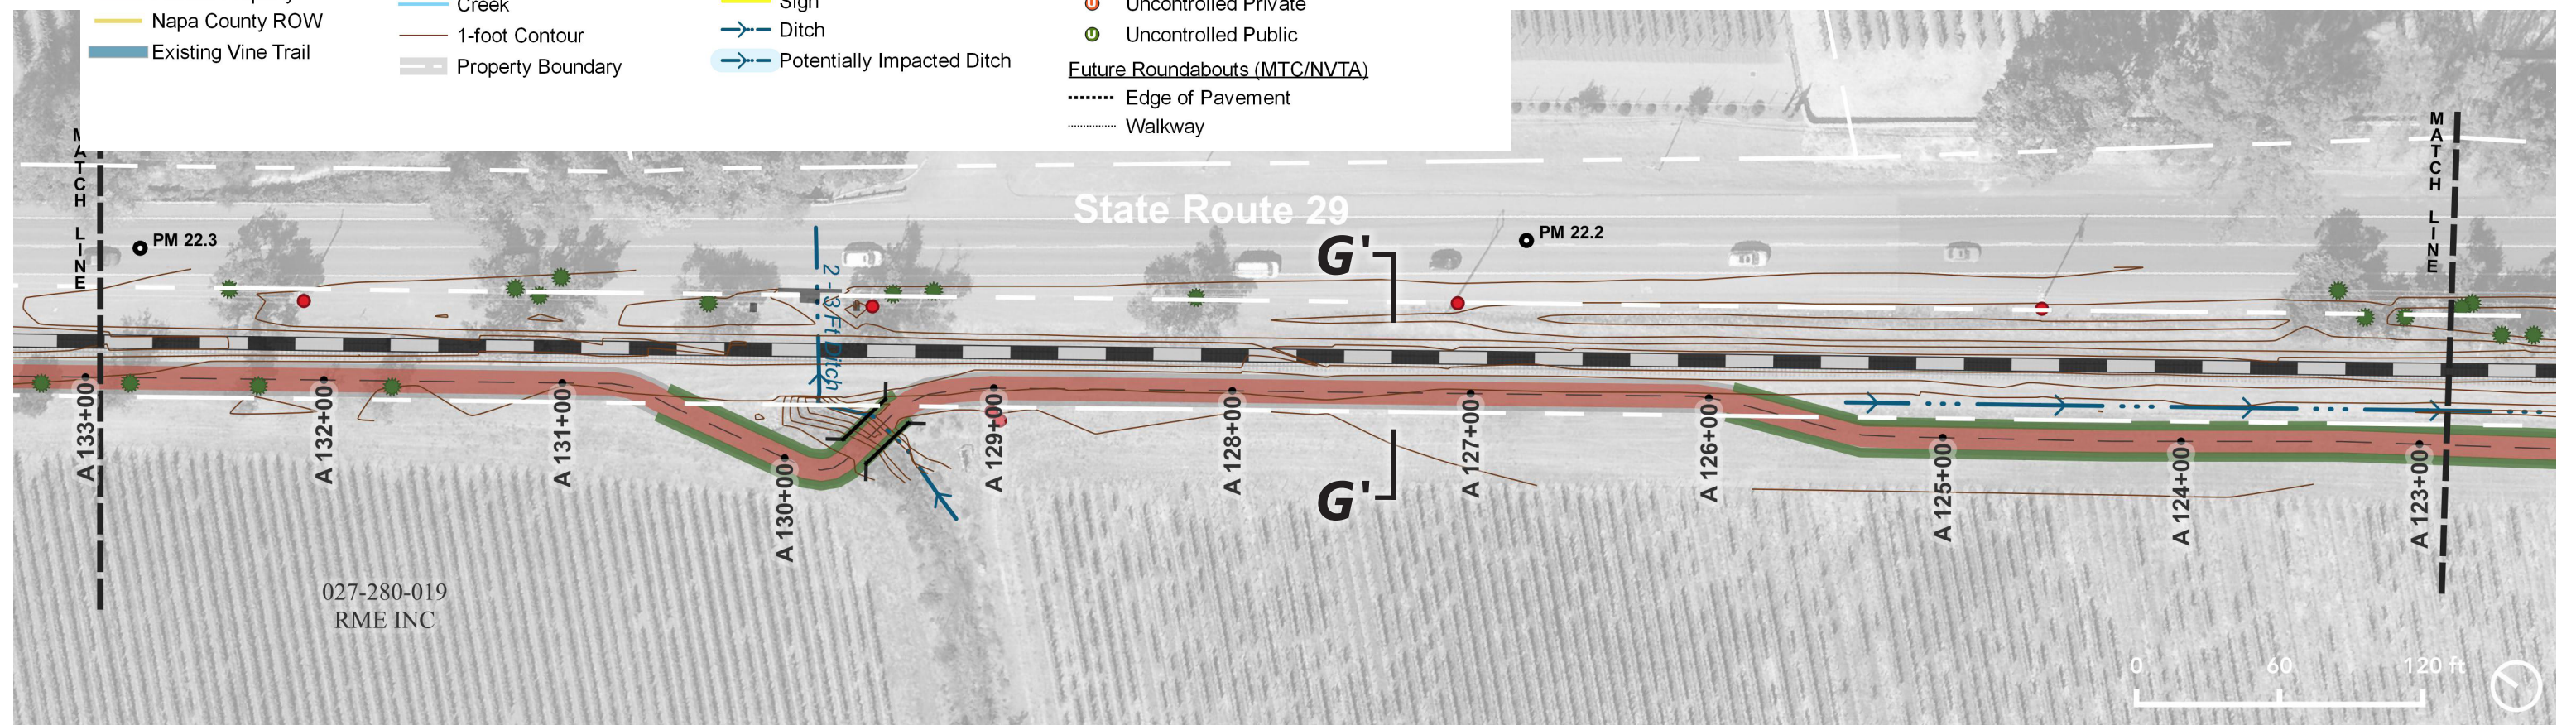 Napa County ROW
Existing Vine Trail
Creek
1-foot Contour
Property Boundary
Sign
Ditch
Potentially Impacted Ditch
Uncontrolled Private
U Uncontrolled Public
Future Roundabouts (MTC/NVTA)
Edge of Pavement
Walkway
MATCH LINE
MATCH LINE
State Route 29
PM 22.3
PM 22.2
G'
G'
2 - 3 Ft Ditch
A 133+00
A 132+00
A 131+00
A 130+00
A 129+00
A 128+00
A 127+00
A 126+00
A 125+00
A 124+00
A 123+00
027-280-019
RME INC
0 60 120 ft